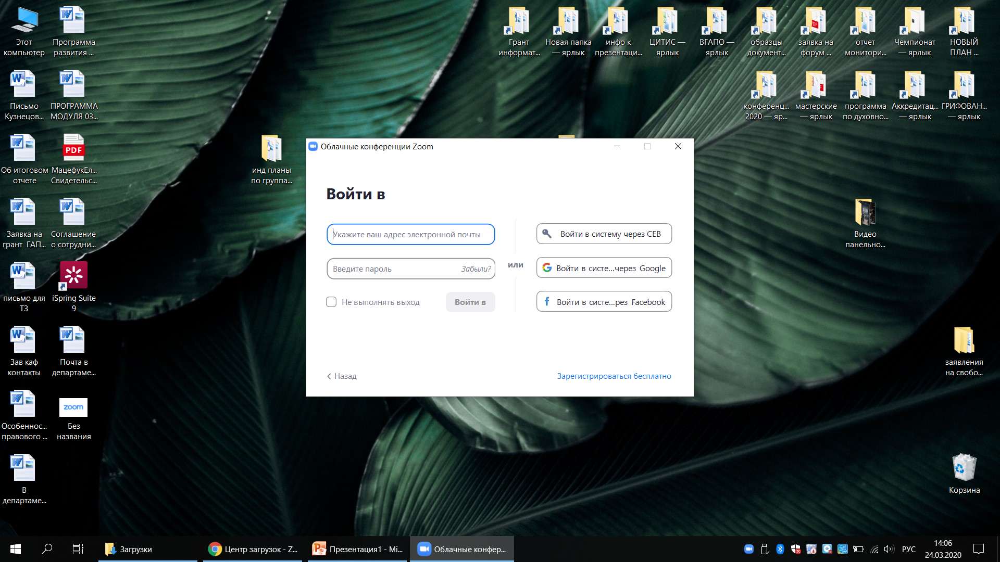 Этот
компьютер
Программа
развития ...
Письмо
Кузнецов...
ПРОГРАММА
МОДУЛЯ 03...
Об итоговом
отчете
PDF
МацефукЕл...
Свидетельс...
Заявка на
грант ГАП...
Соглашение
о сотрудни...
письмо для
ТЗ
iSpring Suite
9
Зав каф
контакты
Почта в
департаме...
Особеннос...
правового ...
zoom
Без
названия
В
департаме...
инд планы
по группа...
Грант
информат...
Новая папка
— ярлык
инфо к
презентаци...
ЦИТИС —
ярлык
ВГАПО —
ярлык
образцы
документ...
заявка на
форум ...
отчет
монитори...
Чемпионат
— ярлык
НОВЫЙ
ПЛАН ...
конференц...
2020 — яр...
мастерские
— ярлык
программа
по духовно...
Аккредитац...
— ярлык
ГРИФОВАН...
— ярлык
Видео
панельно...
заявления
на свобо...
Корзина
Облачные конференции Zoom
Войти в
Укажите ваш адрес электронной почты
Введите пароль
Забыли?
Не выполнять выход
Войти в
или
Войти в систему через СЕВ
Войти в систе...через Google
Войти в систе...рез Facebook
Назад
Зарегистрироваться бесплатно
Загрузки
Центр загрузок - Z...
Презентация1 - Mi...
Облачные конфер...
РУС
14:06
24.03.2020